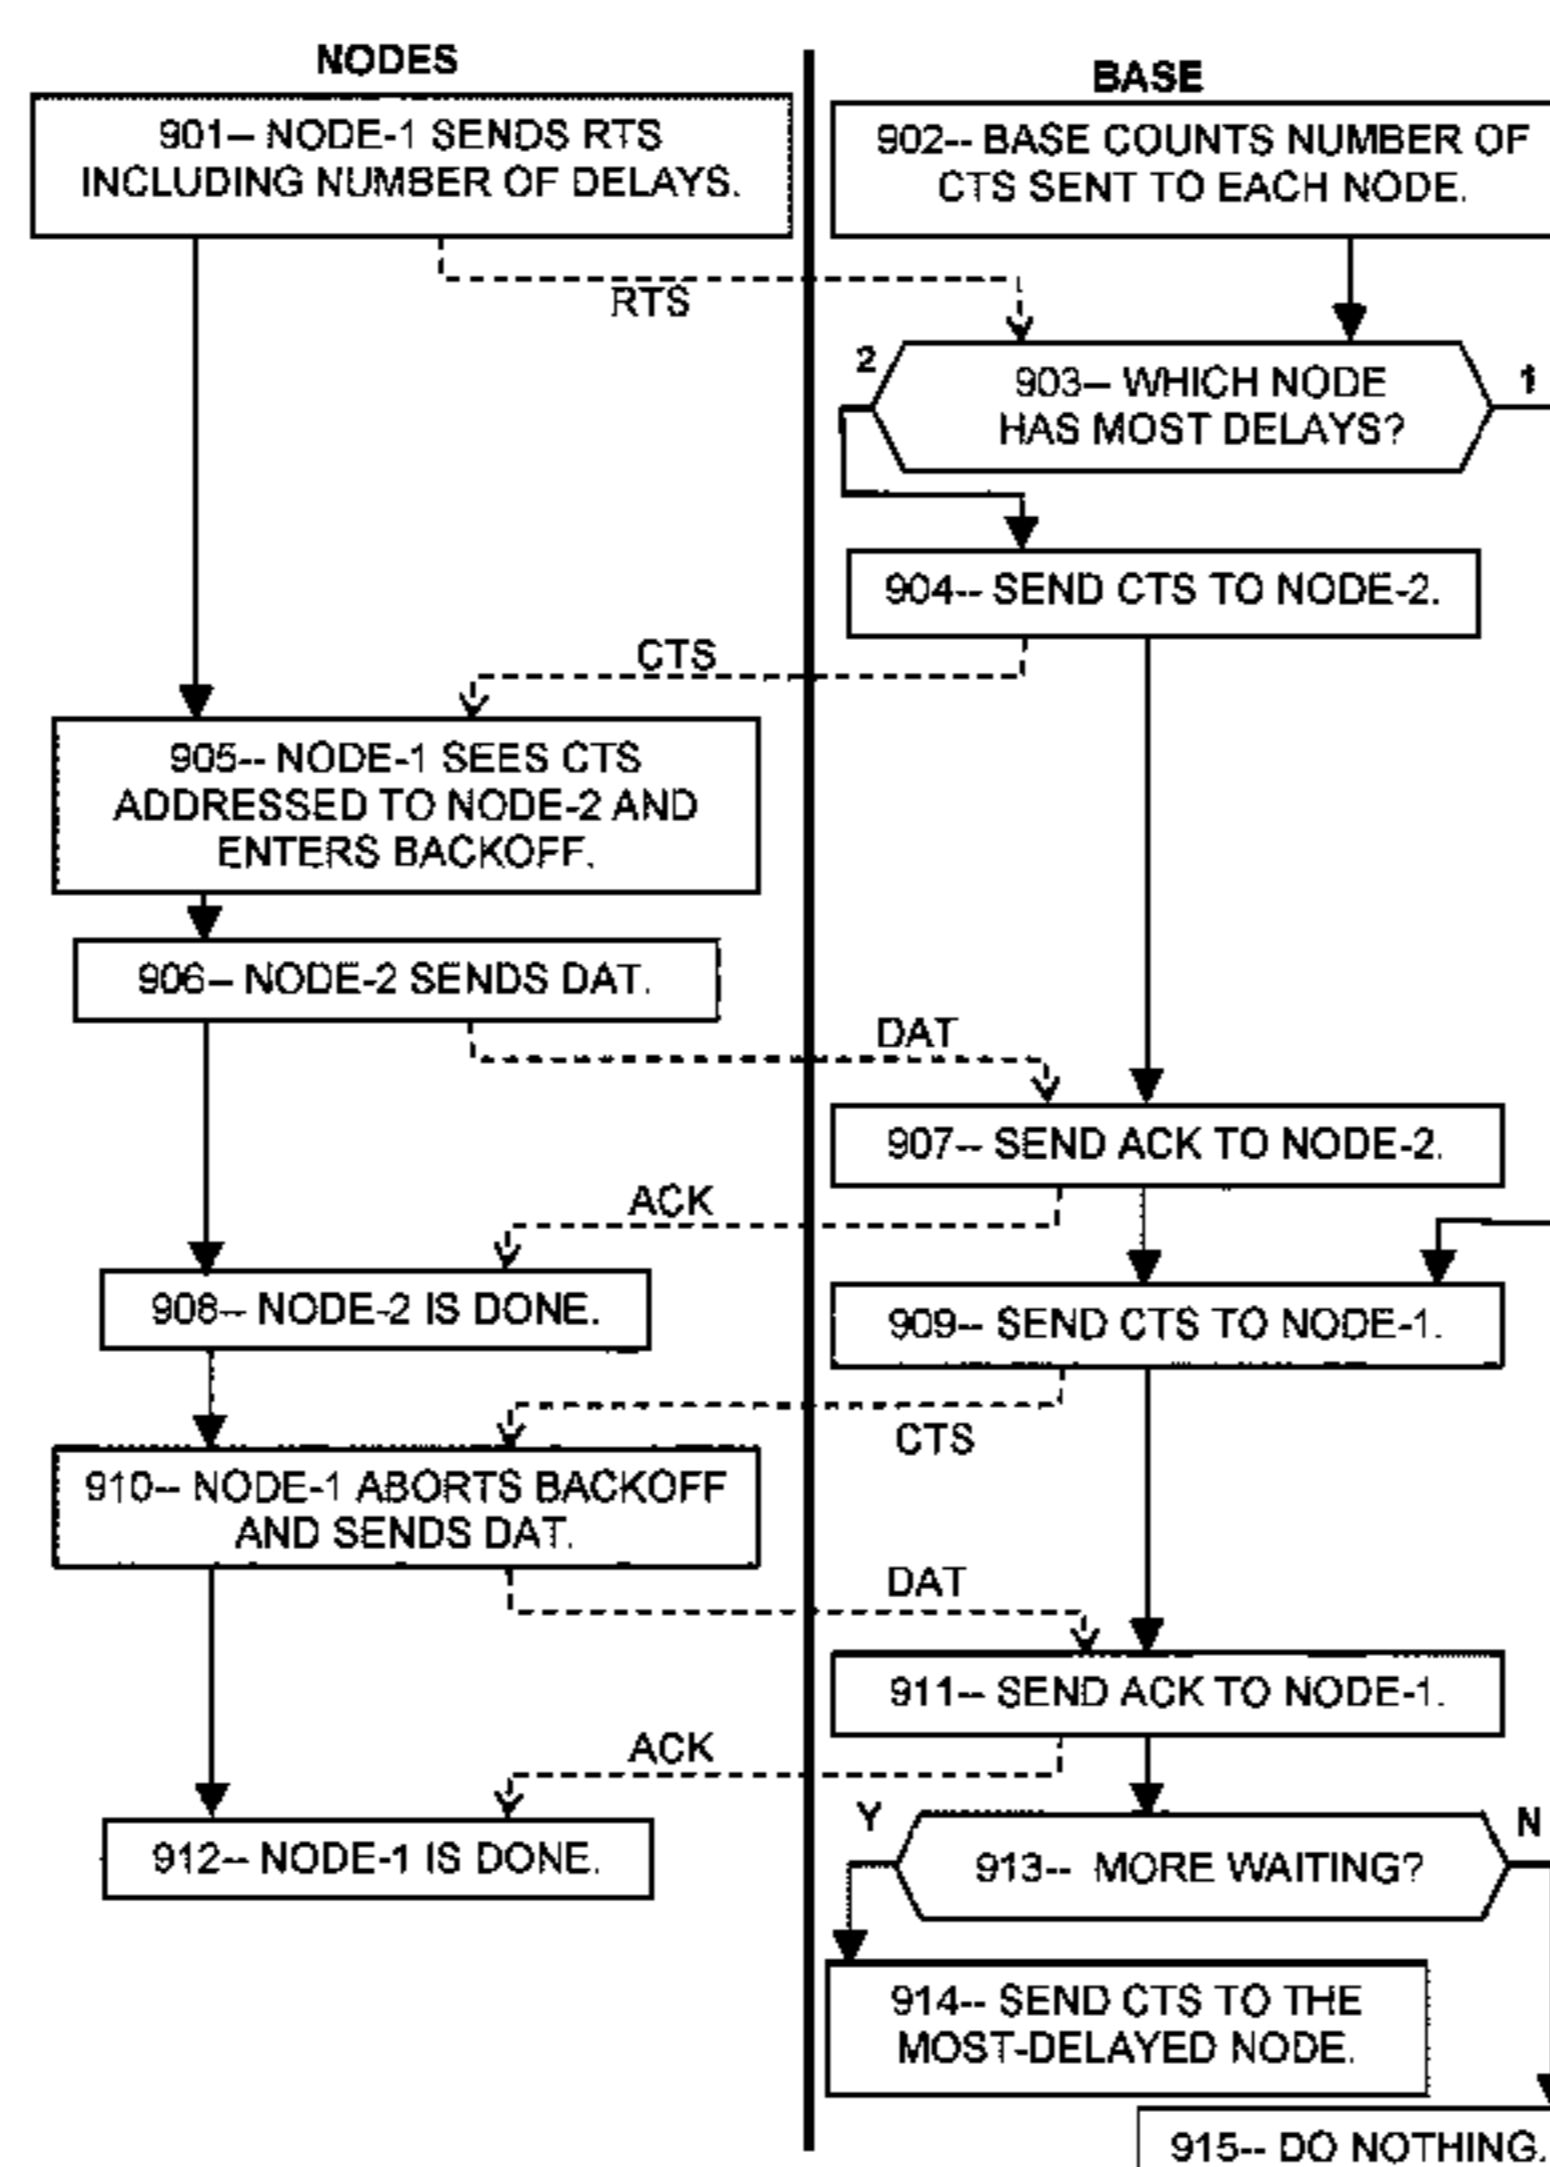 NODES
BASE
901-- NODE-1 SENDS RTS
INCLUDING NUMBER OF DELAYS.
902-- BASE COUNTS NUMBER OF
CTS SENT TO EACH NODE.
RTS
2
903-- WHICH NODE
HAS MOST DELAYS?
1
904-- SEND CTS TO NODE-2.
CTS
905-- NODE-1 SEES CTS
ADDRESSED TO NODE-2 AND
ENTERS BACKOFF.
906-- NODE-2 SENDS DAT.
DAT
907-- SEND ACK TO NODE-2.
ACK
908-- NODE-2 IS DONE.
909-- SEND CTS TO NODE-1.
CTS
910-- NODE-1 ABORTS BACKOFF
AND SENDS DAT.
DAT
911-- SEND ACK TO NODE-1.
ACK
912-- NODE-1 IS DONE.
Y
913-- MORE WAITING?
N
914-- SEND CTS TO THE
MOST-DELAYED NODE.
915-- DO NOTHING.